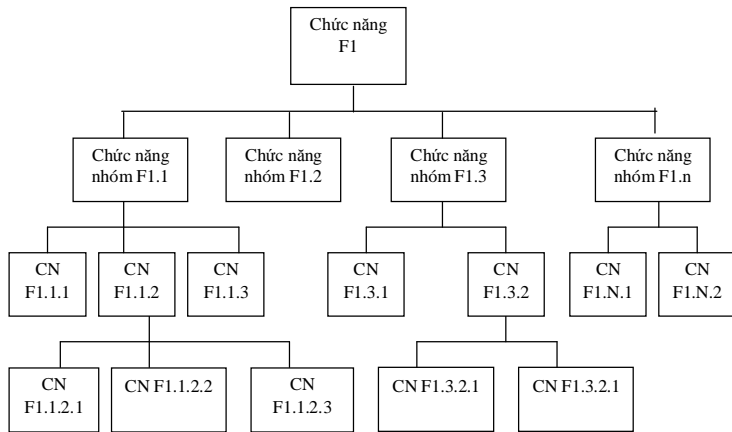 Chức năng
F1
Chức năng
nhóm F1.1
Chức năng
nhóm F1.2
Chức năng
nhóm F1.3
Chức năng
nhóm F1.n
CN
F1.1.1
CN
F1.1.2
CN
F1.1.3
CN
F1.3.1
CN
F1.3.2
CN
F1.N.1
CN
F1.N.2
CN
F1.1.2.1
CN F1.1.2.2
CN
F1.1.2.3
CN F1.3.2.1
CN F1.3.2.1